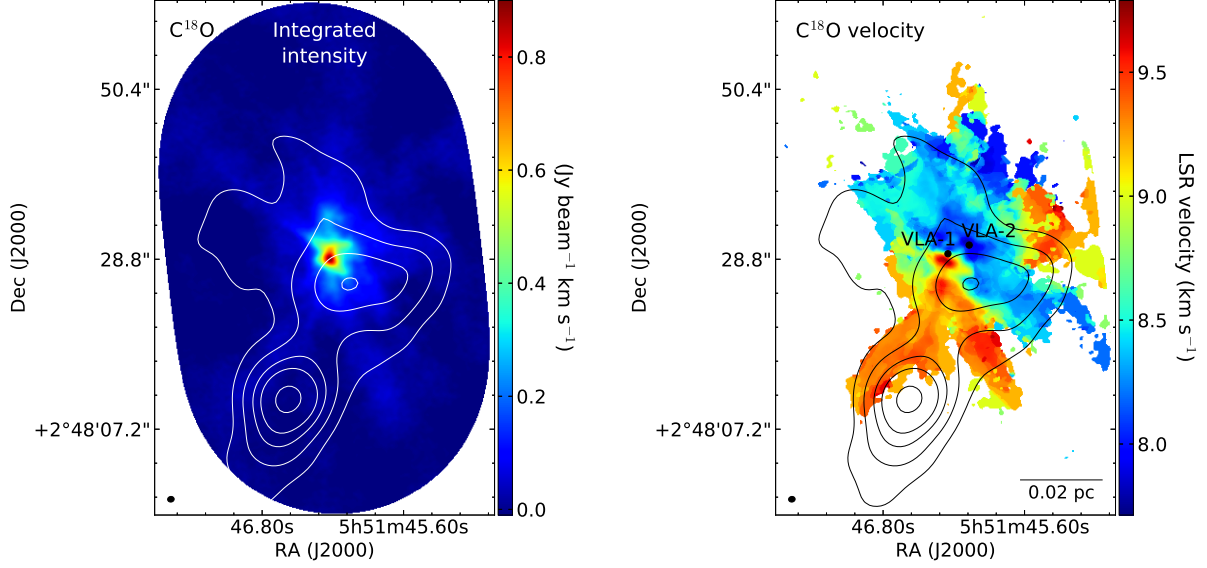 C¹⁸O
Integrated
intensity
50.4"
28.8"
+2°48'07.2"
Dec (J2000)
46.80s
5h51m45.60s
RA (J2000)
0.8
0.6
0.4
0.2
0.0
(Jy beam⁻¹ km s⁻¹)
C¹⁸O velocity
50.4"
28.8"
+2°48'07.2"
Dec (J2000)
VLA-1
VLA-2
0.02 pc
46.80s
5h51m45.60s
RA (J2000)
9.5
9.0
8.5
8.0
LSR velocity (km s⁻¹)